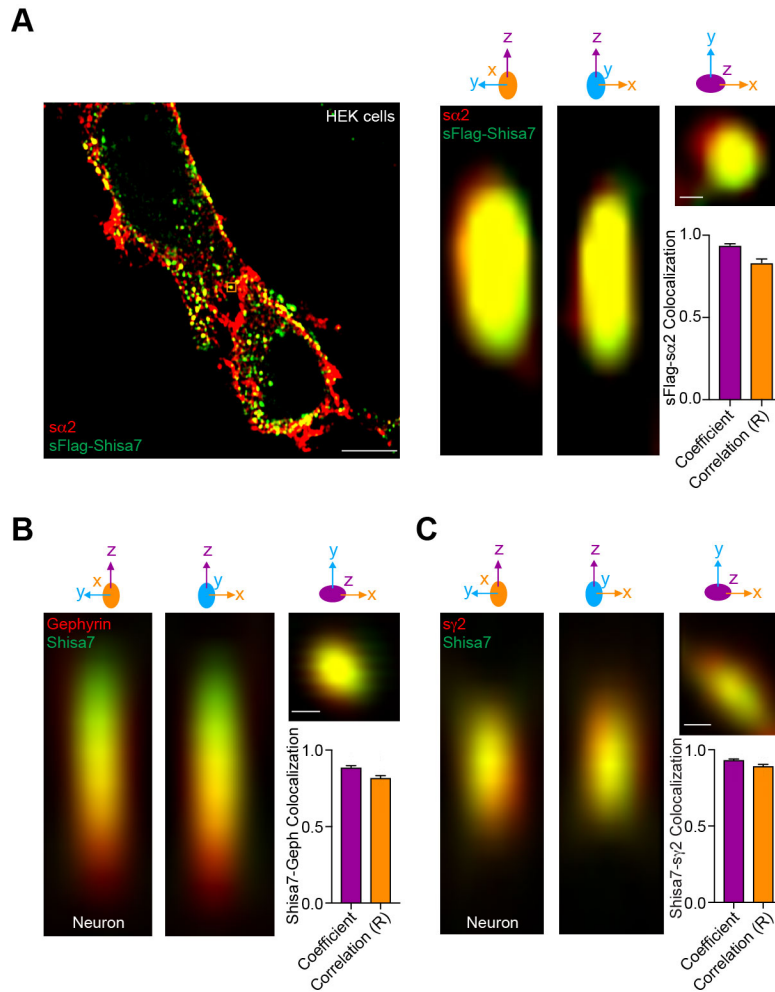 A
z
x
y
z
y
x
y
z
x
HEK cells
sα2
sFlag-Shisa7
sα2
sFlag-Shisa7
sFlag-sα2 Colocalization
1.0
0.5
0.0
Coefficient
Correlation (R)
B
z
x
y
z
y
x
y
z
x
Gephyrin
Shisa7
Neuron
Shisa7-Geph Colocalization
1.0
0.5
0
Coefficient
Correlation (R)
C
z
x
y
z
y
x
y
z
x
sγ2
Shisa7
Neuron
Shisa7-sγ2 Colocalization
1.0
0.5
0.0
Coefficient
Correlation (R)